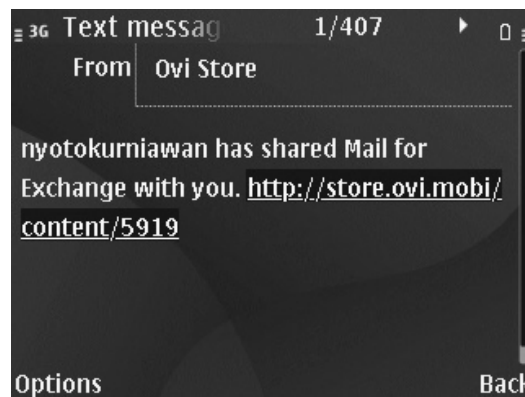 3G Text messag 1/407
From Ovi Store
nyotokurniawan has shared Mail for
Exchange with you. http://store.ovi.mobi/
content/5919
Options Back